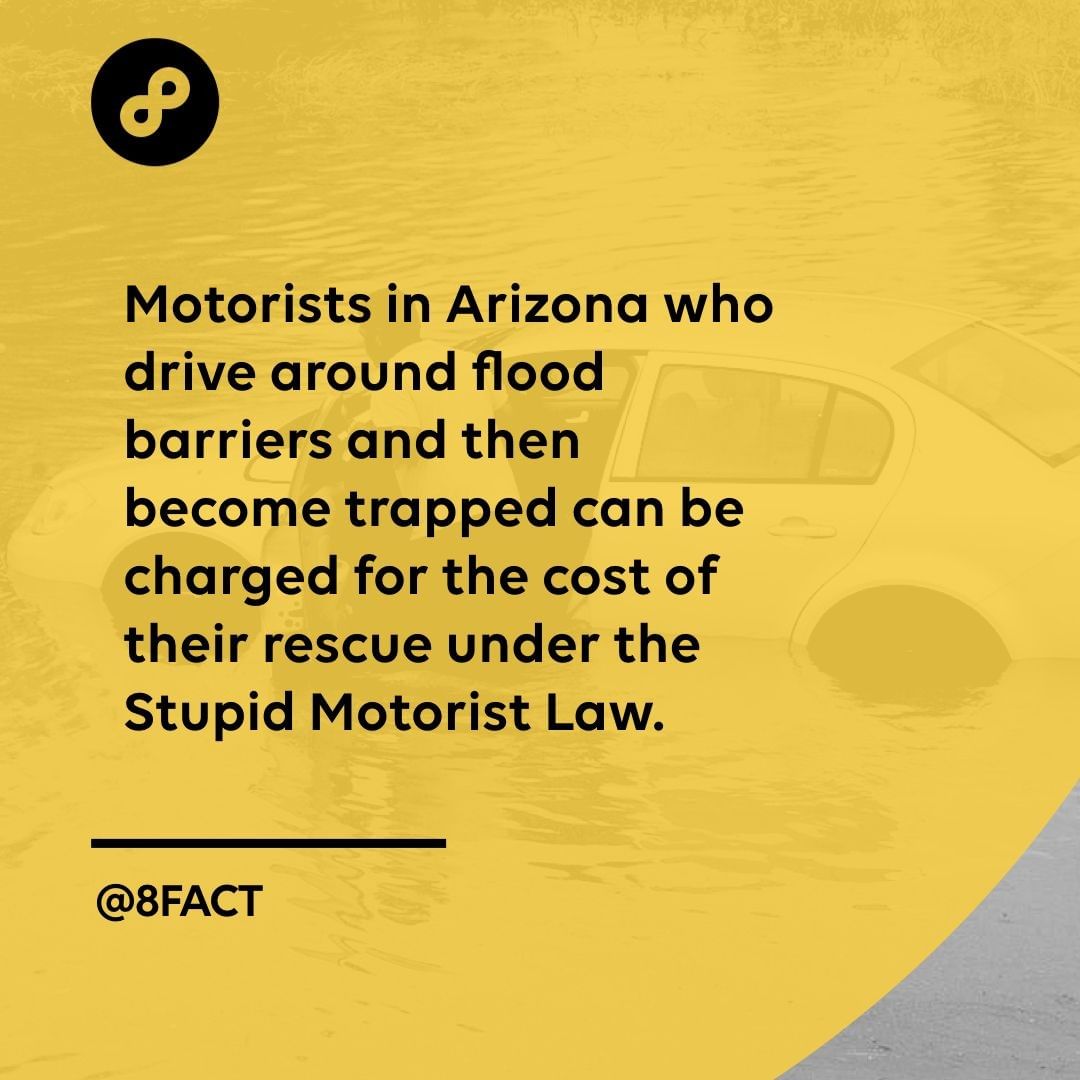 Motorists in Arizona who
drive around flood
barriers and then
become trapped can be
charged for the cost of
their rescue under the
Stupid Motorist Law.
@8FACT